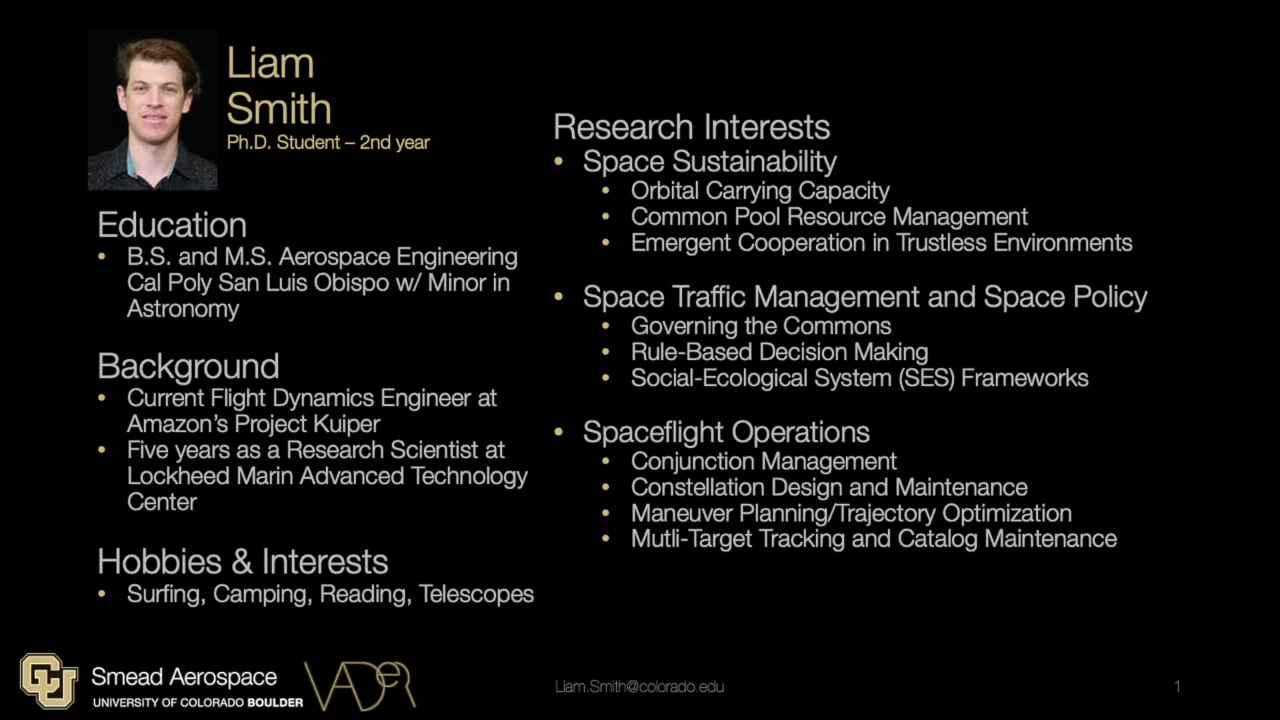 Liam
Smith
Ph.D. Student – 2nd year
Education
• B.S. and M.S. Aerospace Engineering
Cal Poly San Luis Obispo w/ Minor in
Astronomy
Background
• Current Flight Dynamics Engineer at
Amazon’s Project Kuiper
• Five years as a Research Scientist at
Lockheed Marin Advanced Technology
Center
Hobbies & Interests
• Surfing, Camping, Reading, Telescopes
Research Interests
• Space Sustainability
• Orbital Carrying Capacity
• Common Pool Resource Management
• Emergent Cooperation in Trustless Environments
• Space Traffic Management and Space Policy
• Governing the Commons
• Rule-Based Decision Making
• Social-Ecological System (SES) Frameworks
• Spaceflight Operations
• Conjunction Management
• Constellation Design and Maintenance
• Maneuver Planning/Trajectory Optimization
• Mutli-Target Tracking and Catalog Maintenance
CU
Smead Aerospace
UNIVERSITY OF COLORADO BOULDER
VADeR
Liam.Smith@colorado.edu
1